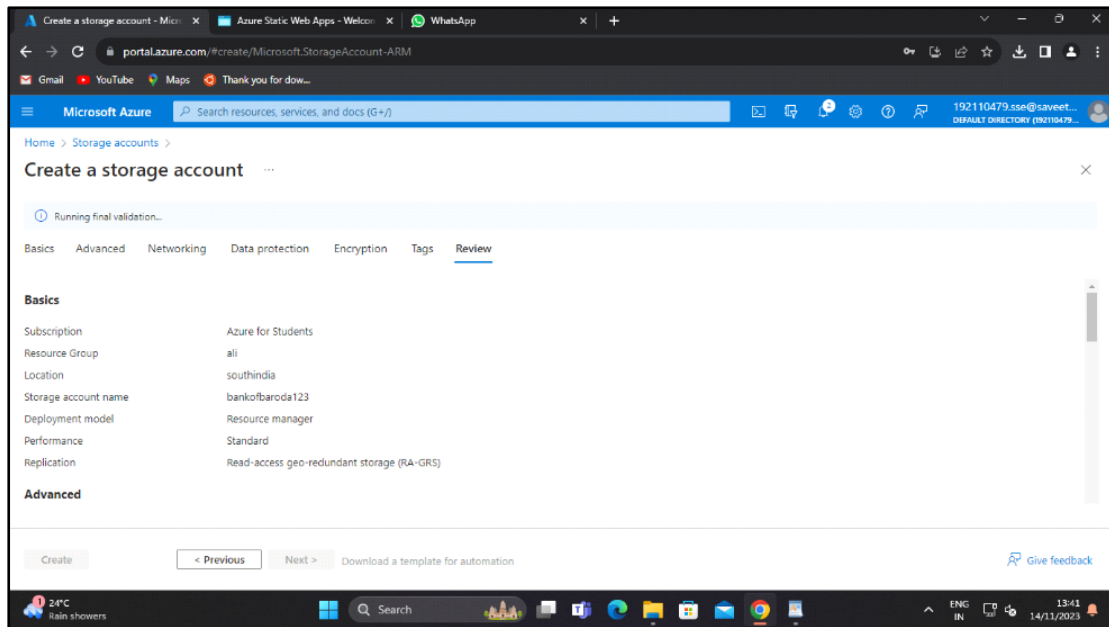 Create a storage account - Micr
Azure Static Web Apps - Welcon
WhatsApp
portal.azure.com/#create/Microsoft.StorageAccount-ARM
Gmail YouTube Maps Thank you for dow...
Microsoft Azure Search resources, services, and docs (G+/) 2 192110479.sse@saveet...
DEFAULT DIRECTORY (192110479...
Home > Storage accounts >
Create a storage account ...
Running final validation...
Basics Advanced Networking Data protection Encryption Tags Review
Basics
Subscription Azure for Students
Resource Group ali
Location southindia
Storage account name bankofbaroda123
Deployment model Resource manager
Performance Standard
Replication Read-access geo-redundant storage (RA-GRS)
Advanced
Create < Previous Next > Download a template for automation Give feedback
1 24°C
Rain showers
Search
ENG
IN
13:41
14/11/2023